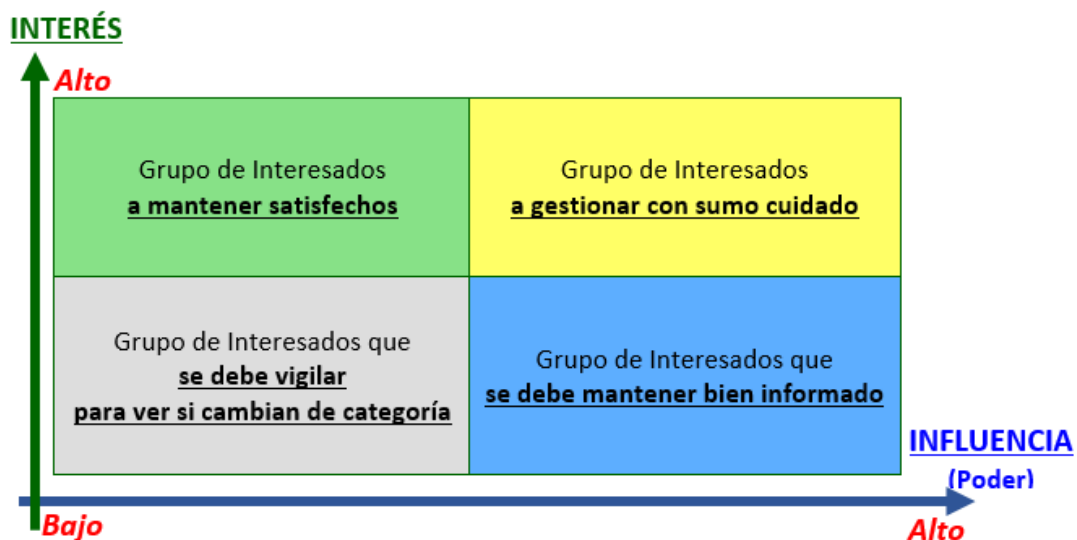 INTERÉS
Alto
Grupo de Interesados
a mantener satisfechos
Grupo de Interesados
a gestionar con sumo cuidado
Grupo de Interesados que
se debe vigilar
para ver si cambian de categoría
Grupo de Interesados que
se debe mantener bien informado
INFLUENCIA
(Poder)
Bajo
Alto